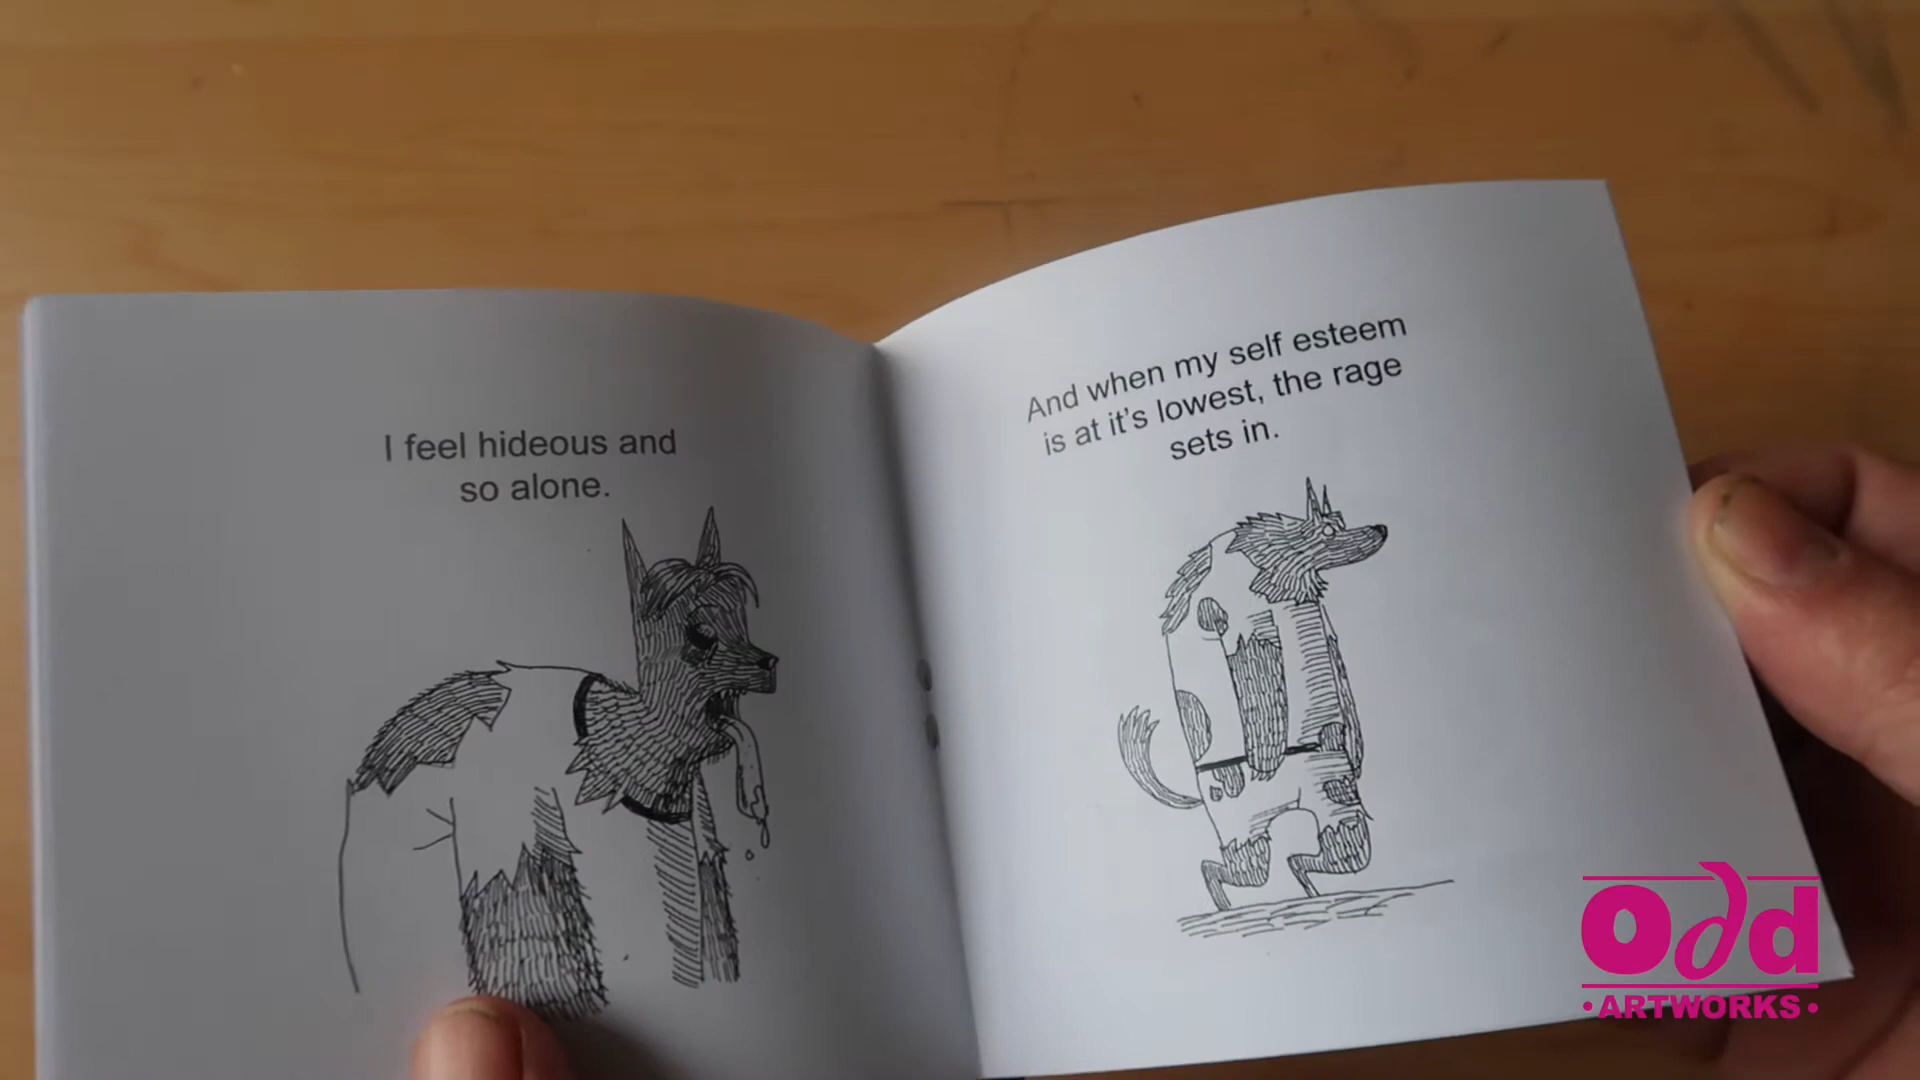 I feel hideous and
so alone.
And when my self esteem
is at it's lowest, the rage
sets in.
Odd
•ARTWORKS•